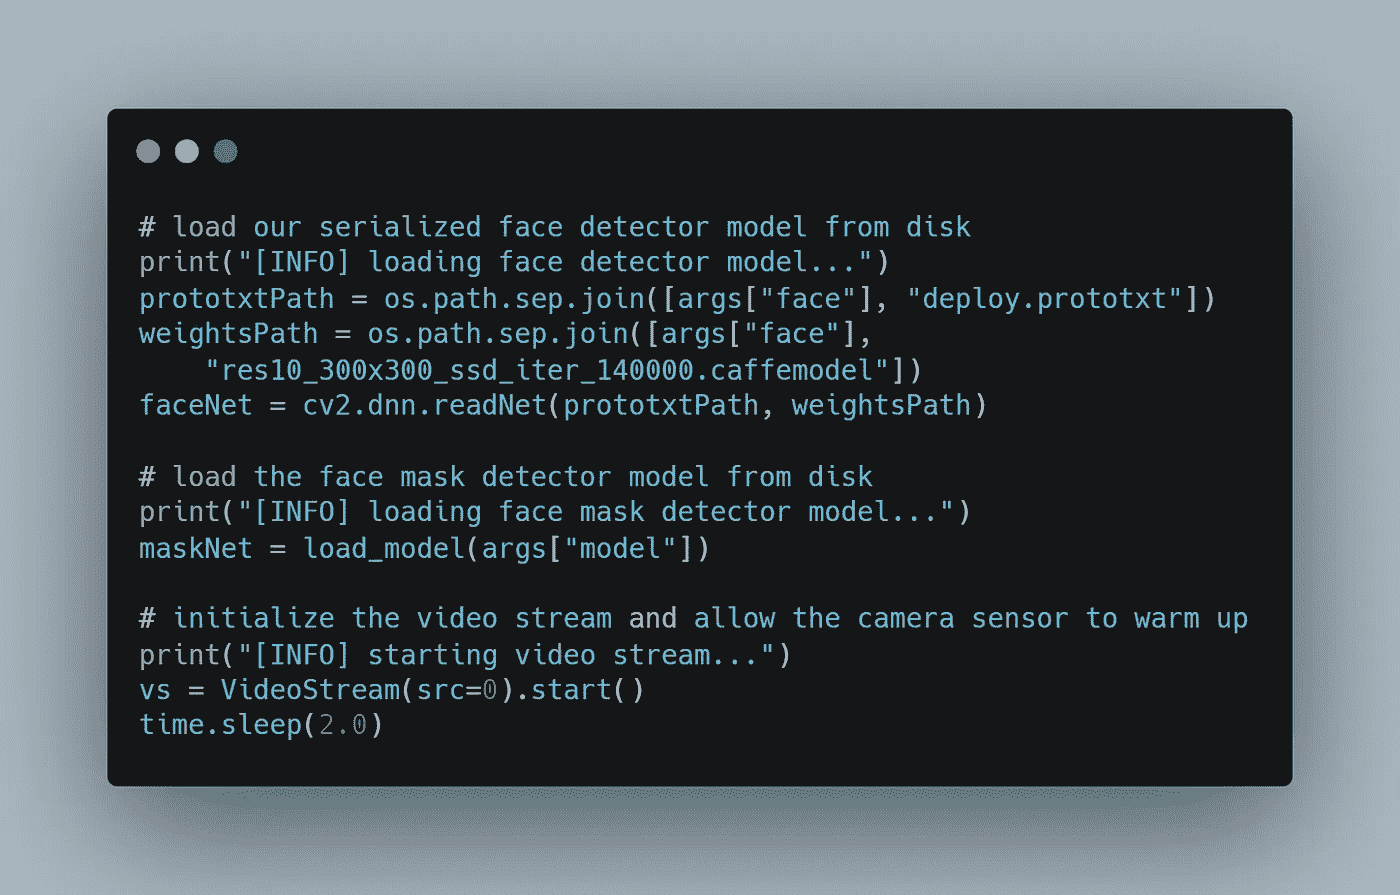 # load our serialized face detector model from disk
print("[INFO] loading face detector model...")
prototxtPath = os.path.sep.join([args["face"], "deploy.prototxt"])
weightsPath = os.path.sep.join([args["face"],
    "res10_300x300_ssd_iter_140000.caffemodel"])
faceNet = cv2.dnn.readNet(prototxtPath, weightsPath)

# load the face mask detector model from disk
print("[INFO] loading face mask detector model...")
maskNet = load_model(args["model"])

# initialize the video stream and allow the camera sensor to warm up
print("[INFO] starting video stream...")
vs = VideoStream(src=0).start()
time.sleep(2.0)